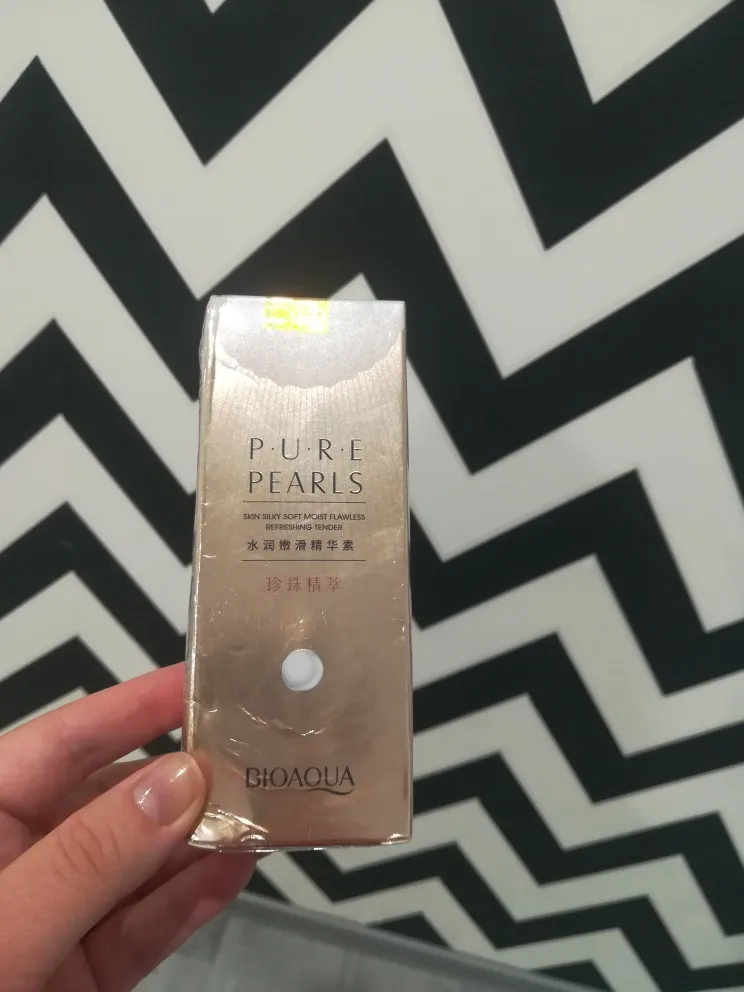 P·U·R·E
PEARLS
SKIN SILKY SOFT MOIST FLAWLESS
REFRESHING TENDER
水润嫩滑精华素
珍珠精萃
BIOAQUA